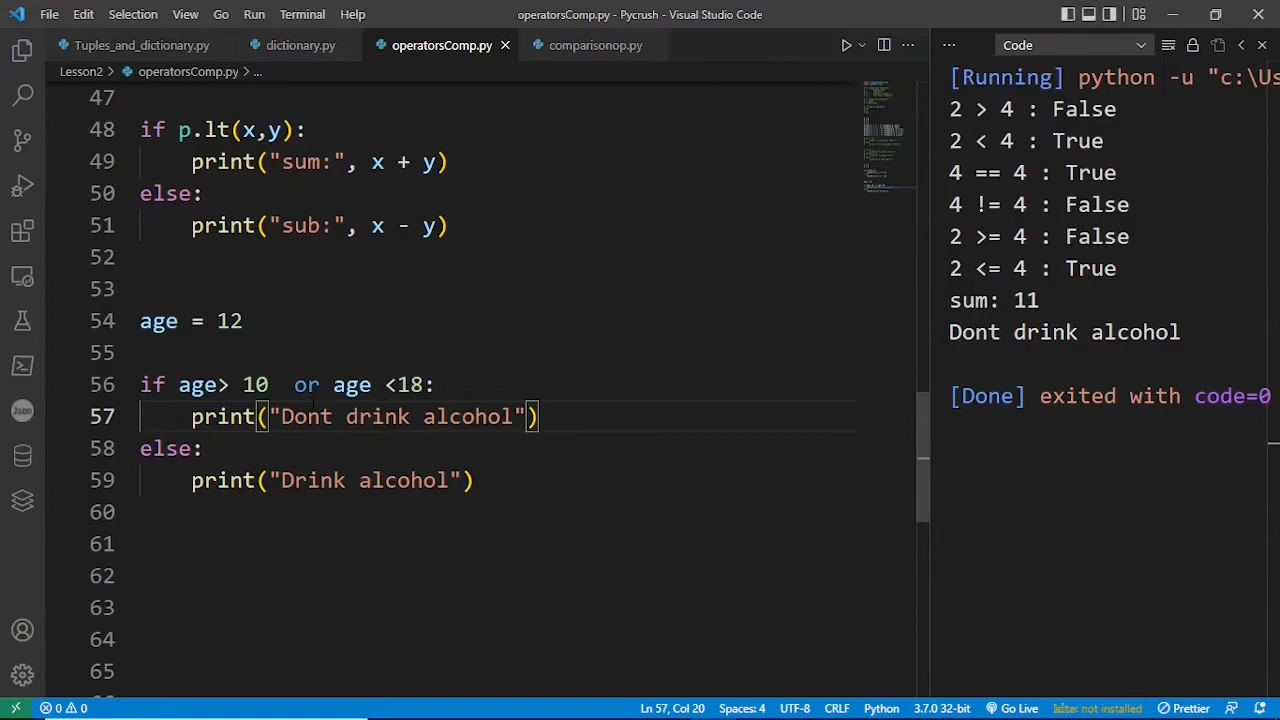 File Edit Selection View Go Run Terminal Help operatorsComp.py - Pycrush - Visual Studio Code
Tuples_and_dictionary.py dictionary.py operatorsComp.py comparisonop.py Code
Lesson2 > operatorsComp.py > ...
47
48 if p.lt(x,y):
49 print("sum:", x + y)
50 else:
51 print("sub:", x - y)
52
53
54 age = 12
55
56 if age> 10  or age <18:
57 print("Dont drink alcohol")
58 else:
59 print("Drink alcohol")
60
61
62
63
64
65
[Running] python -u "c:\Us
2 > 4 : False
2 < 4 : True
4 == 4 : True
4 != 4 : False
2 >= 4 : False
2 <= 4 : True
sum: 11
Dont drink alcohol
[Done] exited with code=0
Json
0 0 Ln 57, Col 20 Spaces: 4 UTF-8 CRLF Python 3.7.0 32-bit Go Live kite: not installed Prettier